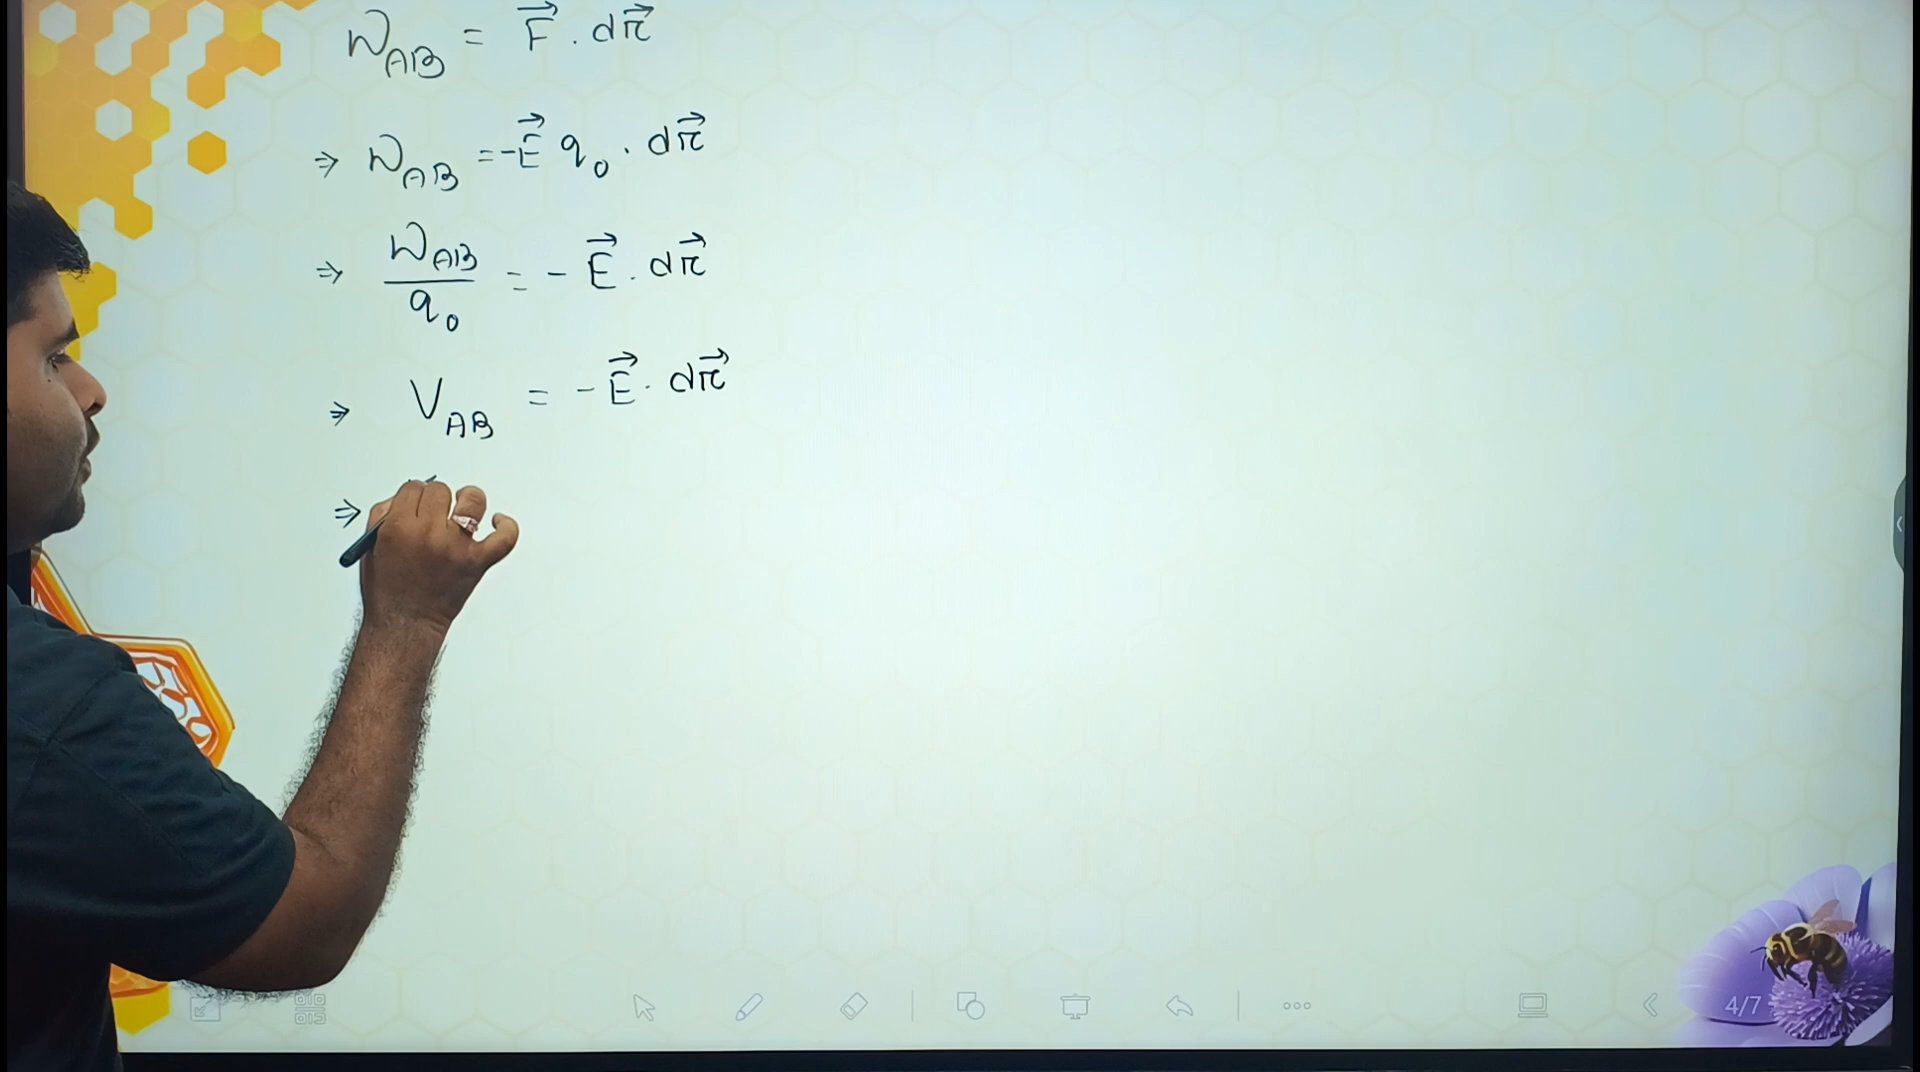 W_AB = F⃗ . dr⃗
⇒ W_AB = -E⃗ q₀ . dr⃗
⇒ W_AB / q₀ = - E⃗ . dr⃗
⇒ V_AB = - E⃗ . dr⃗
⇒
4/7